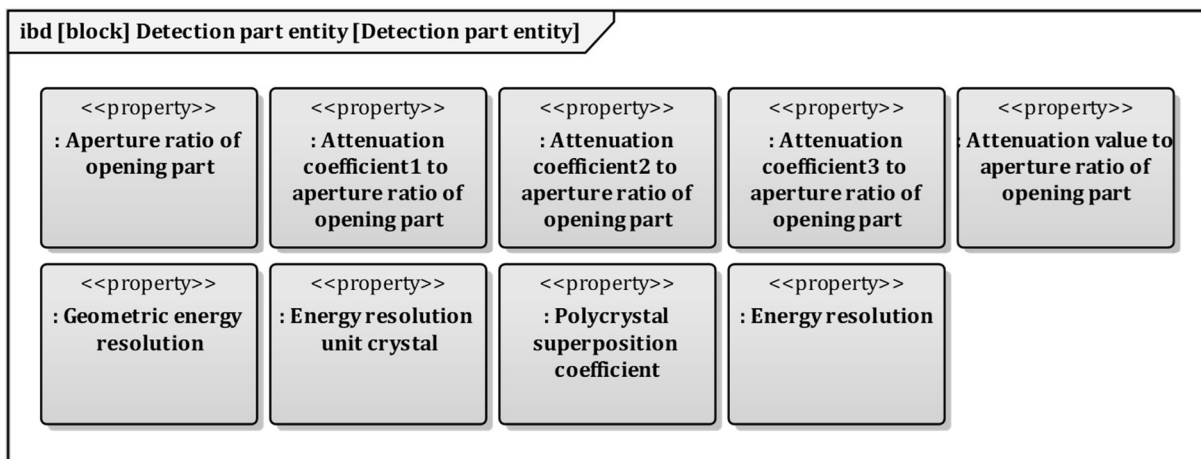 ibd [block] Detection part entity [Detection part entity]
<<property>>
: Aperture ratio of
opening part
<<property>>
: Attenuation
coefficient1 to
aperture ratio of
opening part
<<property>>
: Attenuation
coefficient2 to
aperture ratio of
opening part
<<property>>
: Attenuation
coefficient3 to
aperture ratio of
opening part
<<property>>
: Attenuation value to
aperture ratio of
opening part
<<property>>
: Geometric energy
resolution
<<property>>
: Energy resolution
unit crystal
<<property>>
: Polycrystal
superposition
coefficient
<<property>>
: Energy resolution